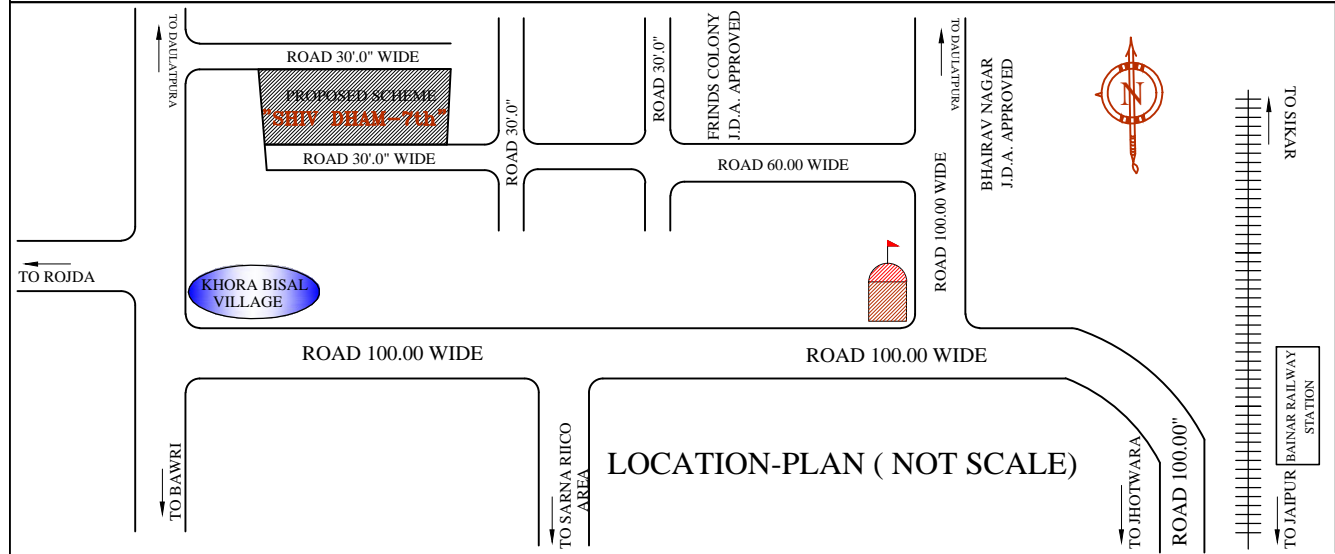 TO DAULATPURA
ROAD 30'.0" WIDE
PROPOSED SCHEME
"SHIV DHAM-7th"
ROAD 30'.0" WIDE
ROAD 30'.0"
ROAD 30'.0"
FRINDS COLONY
J.D.A. APPROVED
ROAD 60.00 WIDE
TO DAULATPURA
ROAD 100.00 WIDE
BHAIRAV NAGAR
J.D.A. APPROVED
N
TO SIKAR
TO ROJDA
KHORA BISAL
VILLAGE
ROAD 100.00 WIDE
ROAD 100.00 WIDE
TO BAWRI
TO SARNA RIICO
AREA
LOCATION-PLAN ( NOT SCALE)
TO JHOTWARA
ROAD 100.00"
TO JAIPUR
BAINAR RAILWAY
STATION